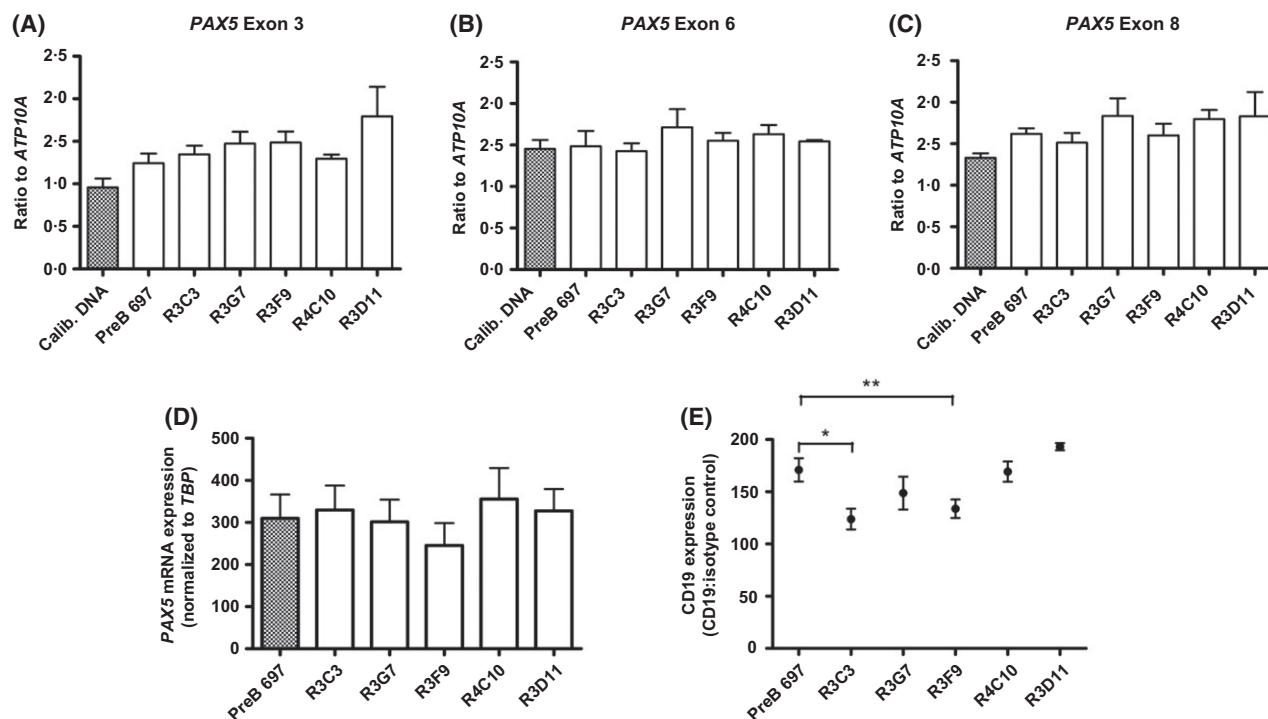 (A)
PAX5 Exon 3
Ratio to ATP10A
2·5
2·0
2·5
1·0
0·5
0·0
Calib. DNA
PreB 697
R3C3
R3G7
R3F9
R4C10
R3D11
(B)
PAX5 Exon 6
Ratio to ATP10A
2·5
2·0
2·5
1·0
0·5
0·0
Calib. DNA
PreB 697
R3C3
R3G7
R3F9
R4C10
R3D11
(C)
PAX5 Exon 8
Ratio to ATP10A
2·5
2·0
2·5
1·0
0·5
0·0
Calib. DNA
PreB 697
R3C3
R3G7
R3F9
R4C10
R3D11
(D)
PAX5 mRNA expression
(normalized to TBP)
500
400
300
200
300
0
PreB 697
R3C3
R3G7
R3F9
R4C10
R3D11
(E)
**
*
CD19 expression
(CD19:isotype control)
200
150
100
50
0
PreB 697
R3C3
R3G7
R3F9
R4C10
R3D11